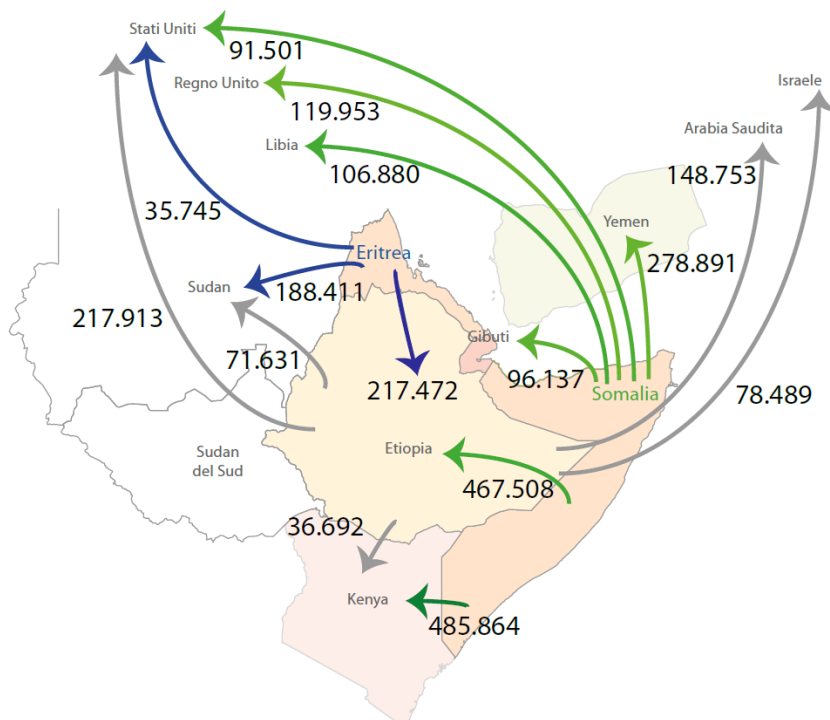 Stati Uniti
91.501
Regno Unito
119.953
Israele
Arabia Saudita
Libia
106.880
148.753
35.745
Yemen
Eritrea
278.891
Sudan
188.411
217.913
Gibuti
71.631
217.472
96.137
Somalia
78.489
Etiopia
Sudan
del Sud
467.508
36.692
Kenya
485.864